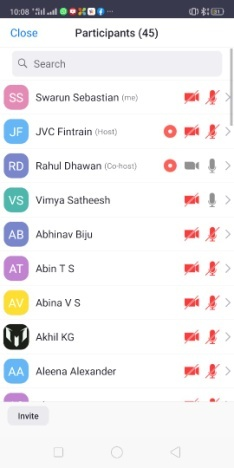 10:08
Close Participants (45)
Search
SS Swarun Sebastian (me)
JF JVC Fintrain (Host)
RD Rahul Dhawan (Co-host)
VS Vimya Satheesh
AB Abhinav Biju
AT Abin T S
AV Abina V S
Akhil KG
AA Aleena Alexander
Invite